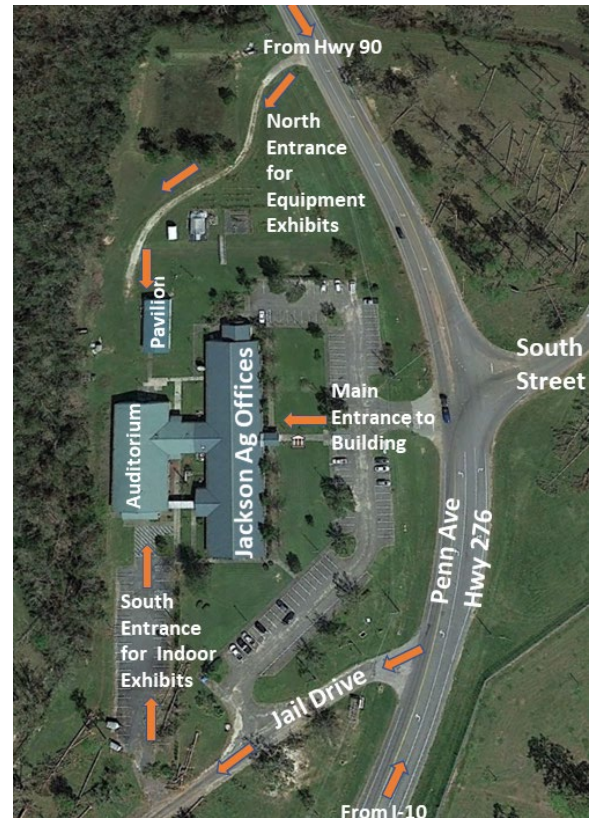 From Hwy 90
North
Entrance
for
Equipment
Exhibits
Pavilion
South
Street
Main
Entrance to
Building
Jackson Ag Offices
Auditorium
Penn Ave
Hwy 276
South
Entrance
for Indoor
Exhibits
Jail Drive
From I-10